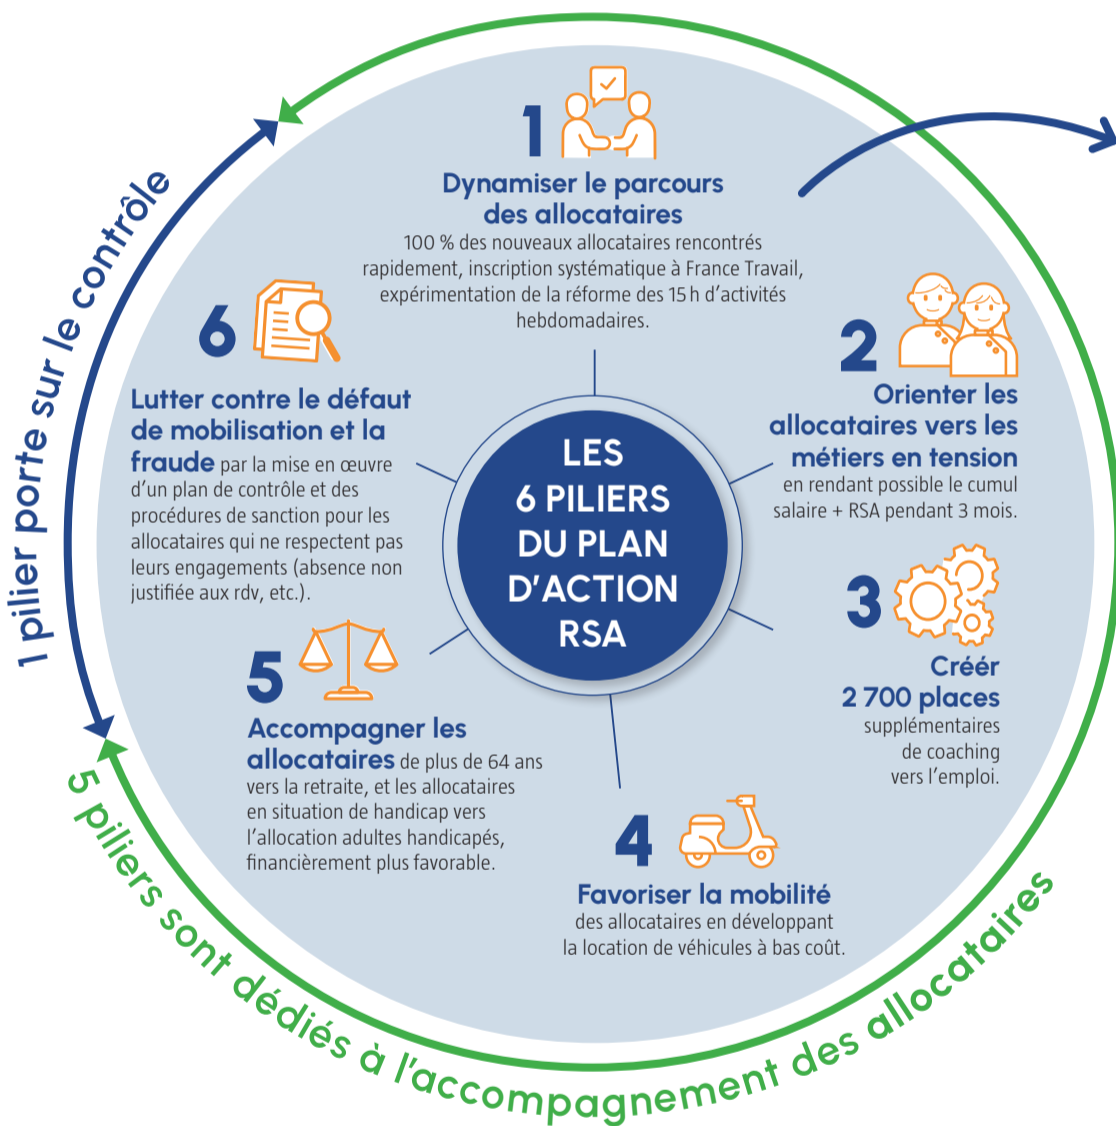 1
Dynamiser le parcours
des allocataires
100 % des nouveaux allocataires rencontrés
rapidement, inscription systématique à France Travail,
expérimentation de la réforme des 15 h d’activités
hebdomadaires.
2
Orienter les
allocataires vers les
métiers en tension
en rendant possible le cumul
salaire + RSA pendant 3 mois.
3
Créér
2 700 places
supplémentaires
de coaching
vers l’emploi.
4
Favoriser la mobilité
des allocataires en développant
la location de véhicules à bas coût.
5
Accompagner les
allocataires de plus de 64 ans
vers la retraite, et les allocataires
en situation de handicap vers
l’allocation adultes handicapés,
financièrement plus favorable.
6
Lutter contre le défaut
de mobilisation et la
fraude par la mise en œuvre
d’un plan de contrôle et des
procédures de sanction pour les
allocataires qui ne respectent pas
leurs engagements (absence non
justifiée aux rdv, etc.).
LES
6 PILIERS
DU PLAN
D’ACTION
RSA
1 pilier porte sur le contrôle
5 piliers sont dédiés à l'accompagnement des allocataires